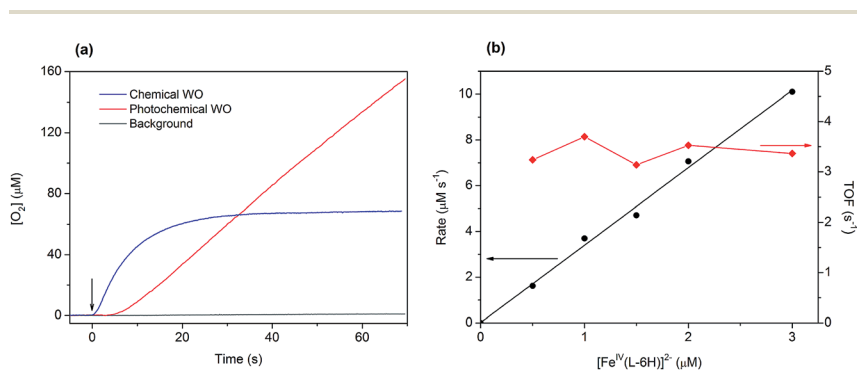 (a)
160
120
80
40
0
[O₂] (μM)
Chemical WO
Photochemical WO
Background
0 20 40 60
Time (s)
(b)
10
8
6
4
2
0
Rate (μM s⁻¹)
5
4
3
2
1
0
TOF (s⁻¹)
0 1 2 3
[Feᴵⱽ(L-6H)]²⁻ (μM)